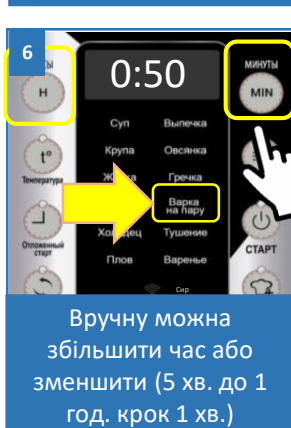 6
МИНУТЫ
0:50
H
MIN
Суп Выпечка
t°
Крупа Овсянка
Температура
Гречка
Варка
на пару
Тушение
Отложенный
старт
СТАРТ
Плов Варенье
Сир
Вручну можна
збільшити час або
зменшити (5 хв. до 1
год. крок 1 хв.)